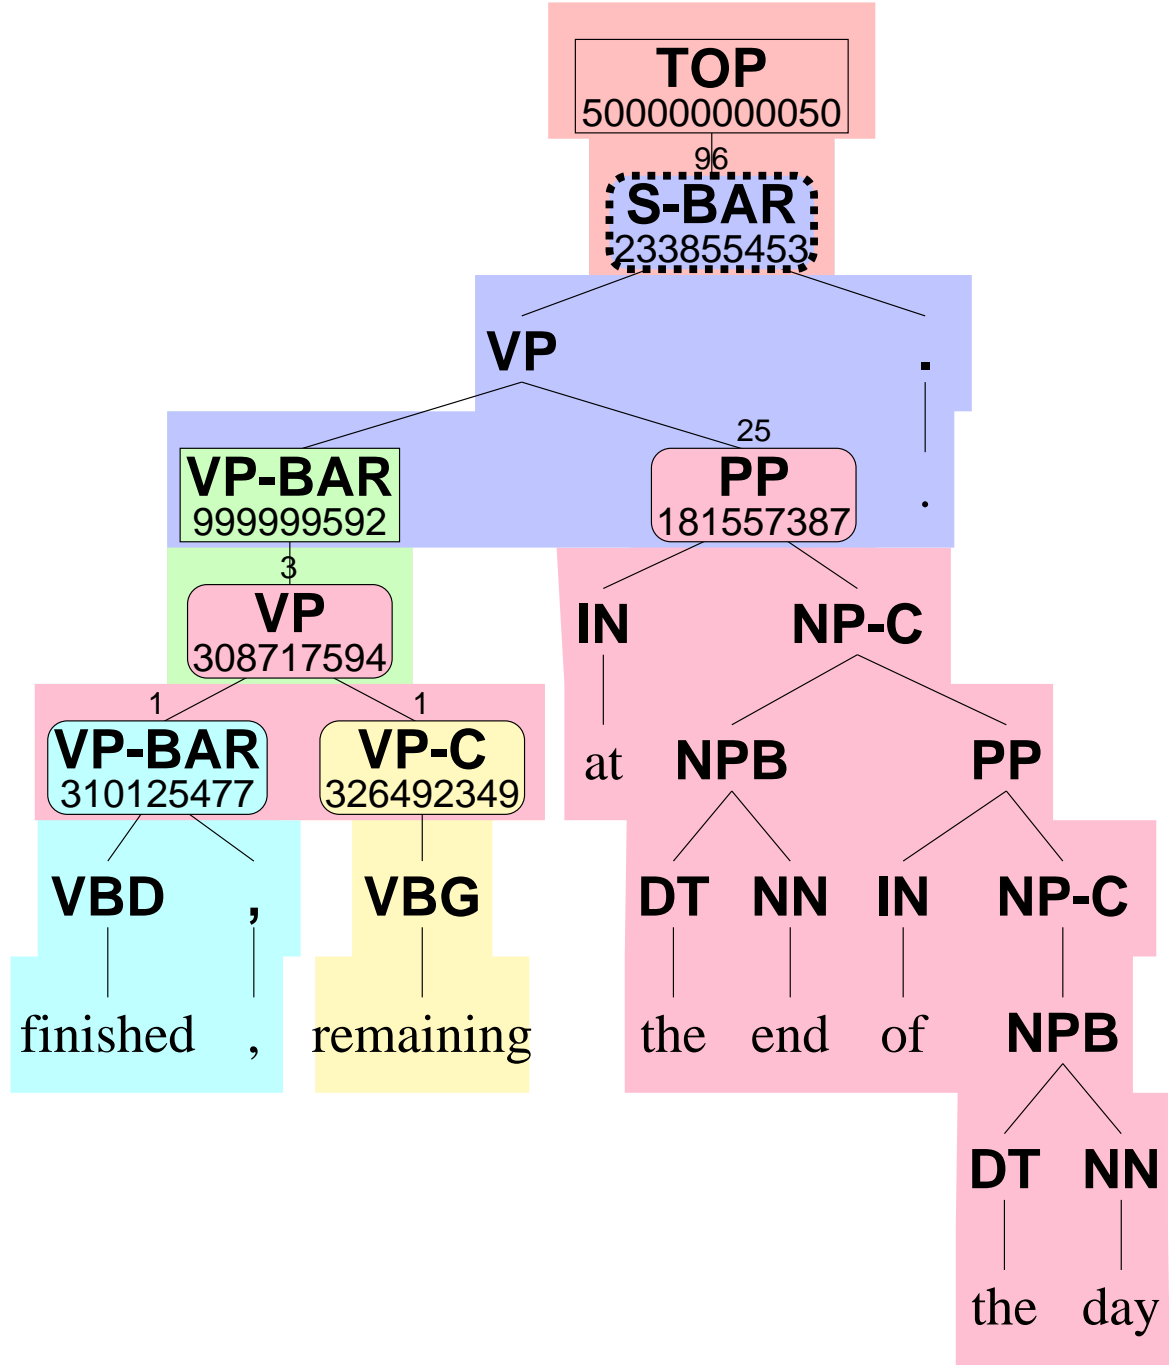 TOP
500000000050
96
S-BAR
233855453
VP .
25
VP-BAR PP .
999999592 181557387
3
VP IN NP-C
308717594
1 1
VP-BAR VP-C at NPB PP
310125477 326492349
VBD , VBG DT NN IN NP-C
finished , remaining the end of NPB
DT NN
the day